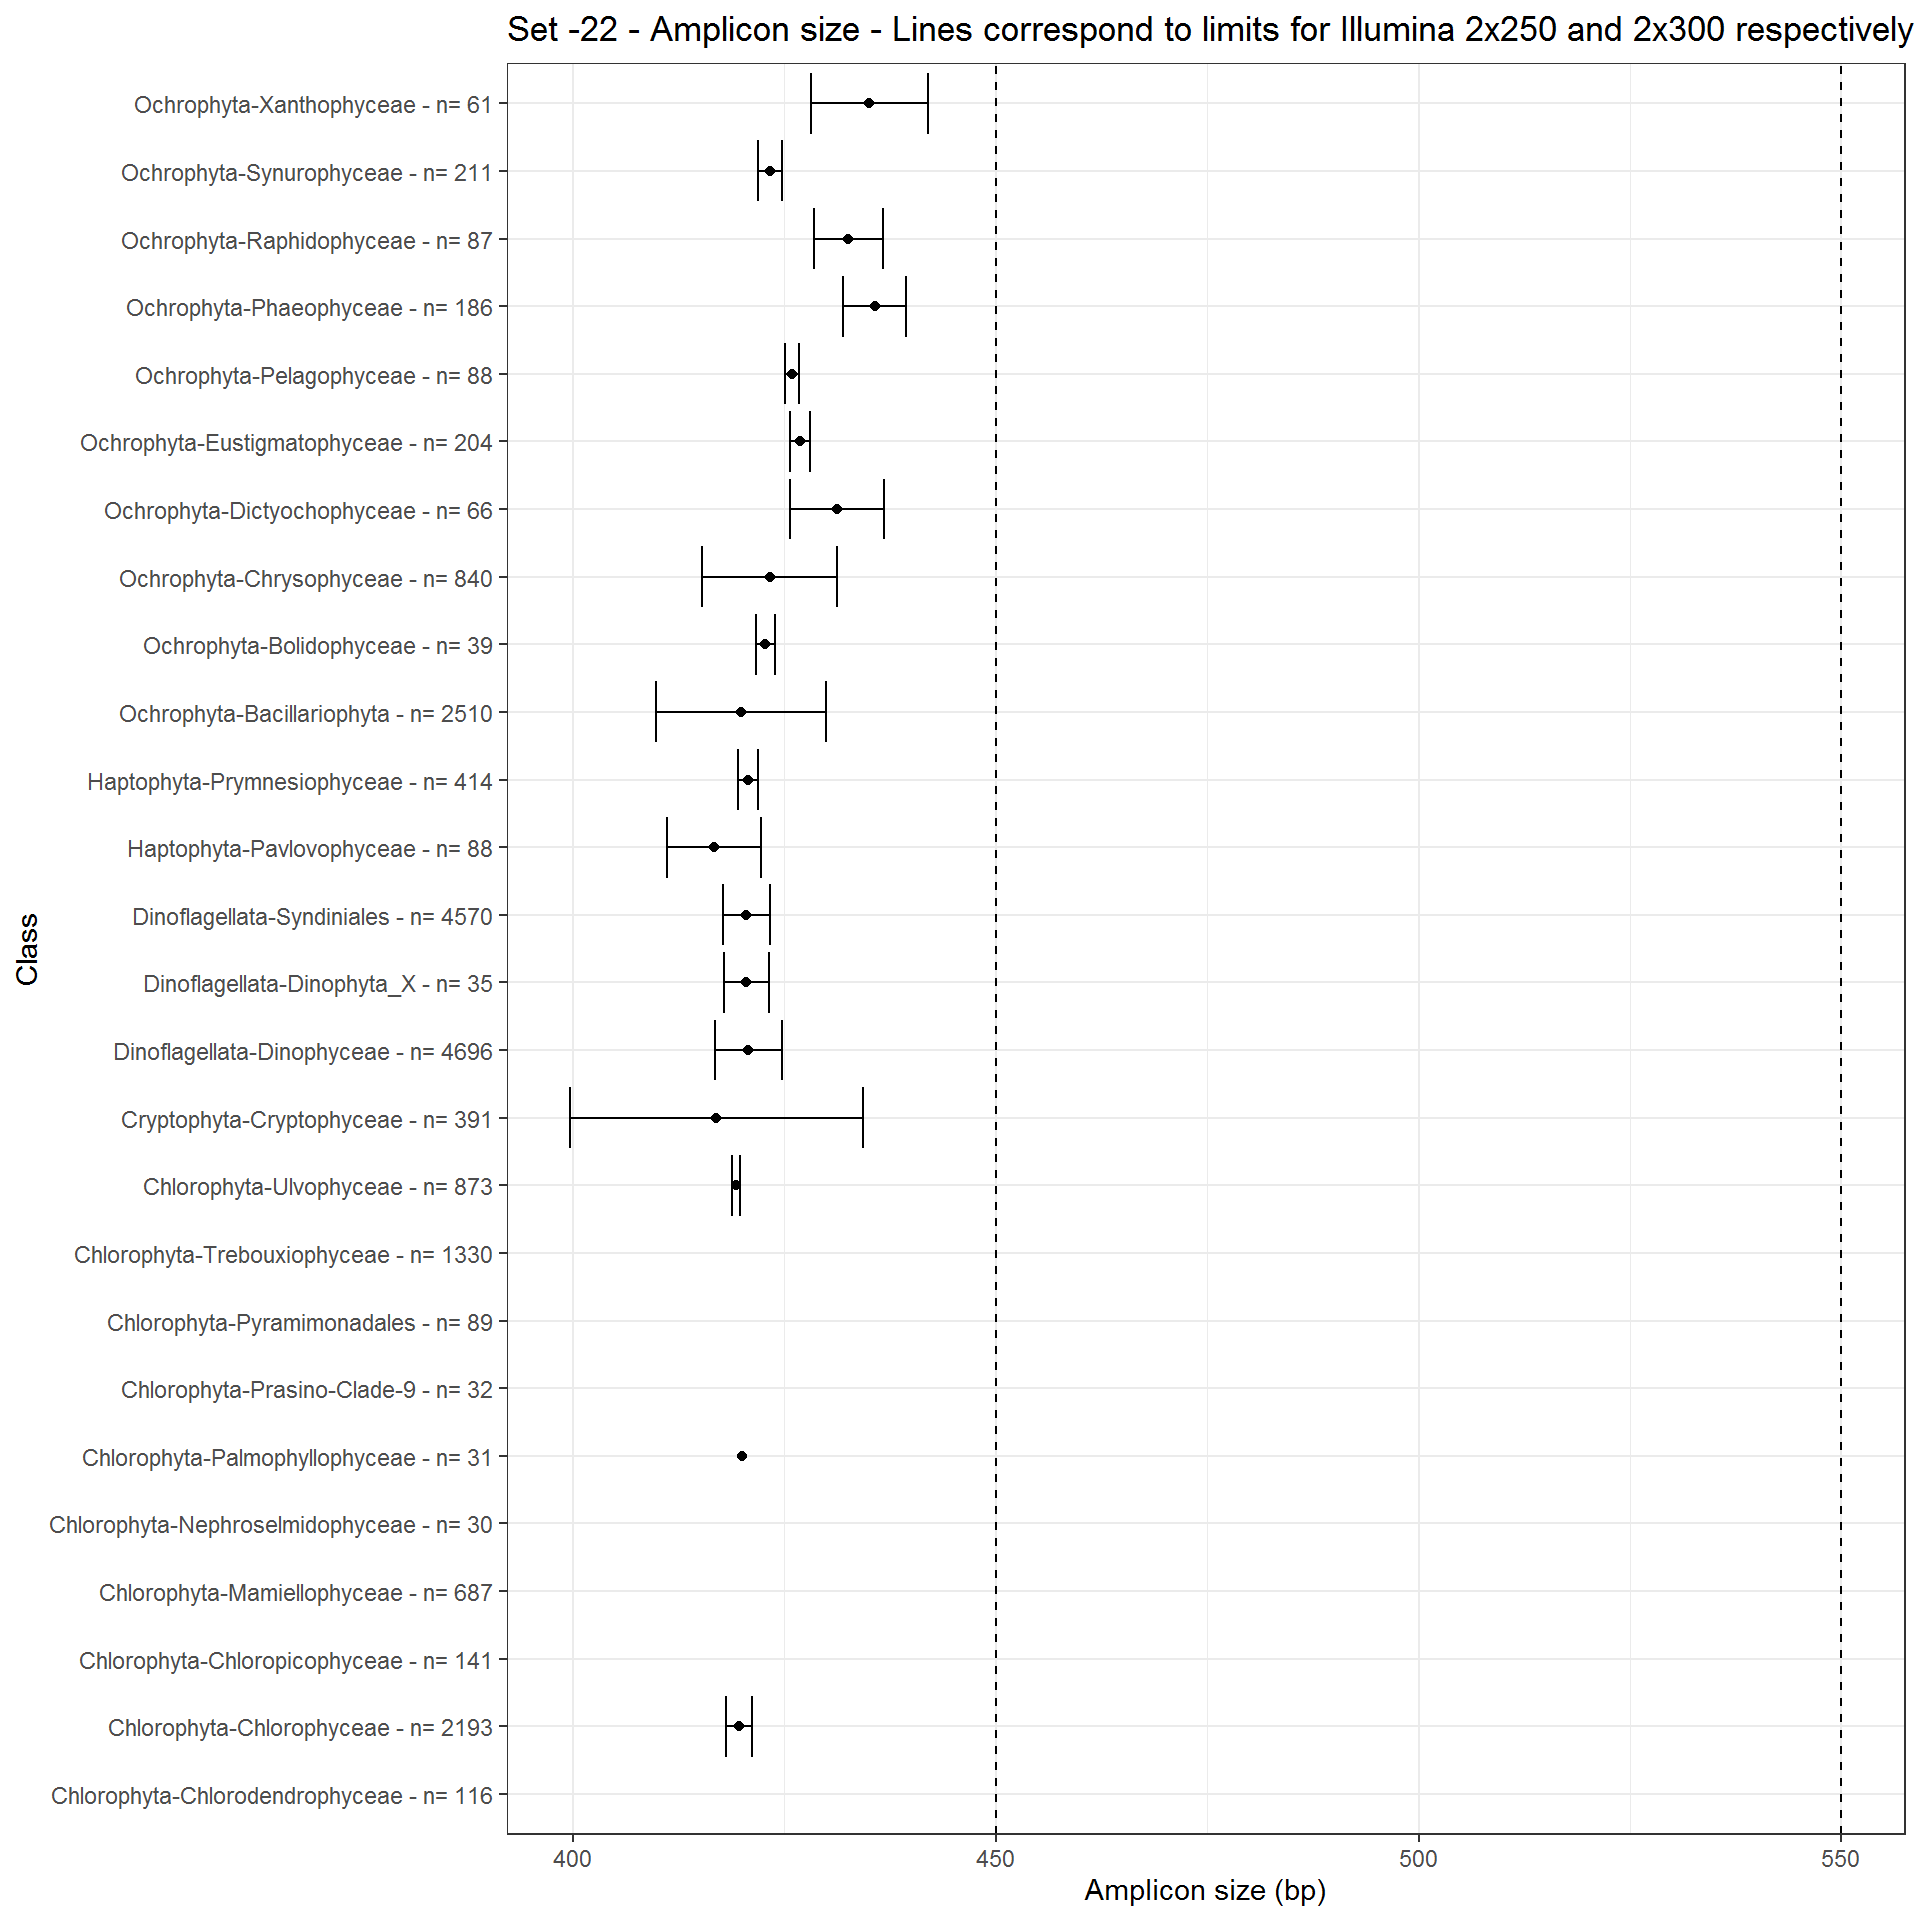 Set -22 - Amplicon size - Lines correspond to limits for Illumina 2x250 and 2x300 respectively
Ochrophyta-Xanthophyceae - n= 61
Ochrophyta-Synurophyceae - n= 211
Ochrophyta-Raphidophyceae - n= 87
Ochrophyta-Phaeophyceae - n= 186
Ochrophyta-Pelagophyceae - n= 88
Ochrophyta-Eustigmatophyceae - n= 204
Ochrophyta-Dictyochophyceae - n= 66
Ochrophyta-Chrysophyceae - n= 840
Ochrophyta-Bolidophyceae - n= 39
Ochrophyta-Bacillariophyta - n= 2510
Haptophyta-Prymnesiophyceae - n= 414
Haptophyta-Pavlovophyceae - n= 88
Dinoflagellata-Syndiniales - n= 4570
Dinoflagellata-Dinophyta_X - n= 35
Dinoflagellata-Dinophyceae - n= 4696
Cryptophyta-Cryptophyceae - n= 391
Chlorophyta-Ulvophyceae - n= 873
Chlorophyta-Trebouxiophyceae - n= 1330
Chlorophyta-Pyramimonadales - n= 89
Chlorophyta-Prasino-Clade-9 - n= 32
Chlorophyta-Palmophyllophyceae - n= 31
Chlorophyta-Nephroselmidophyceae - n= 30
Chlorophyta-Mamiellophyceae - n= 687
Chlorophyta-Chloropicophyceae - n= 141
Chlorophyta-Chlorophyceae - n= 2193
Chlorophyta-Chlorodendrophyceae - n= 116
Class
400 450 500 550
Amplicon size (bp)